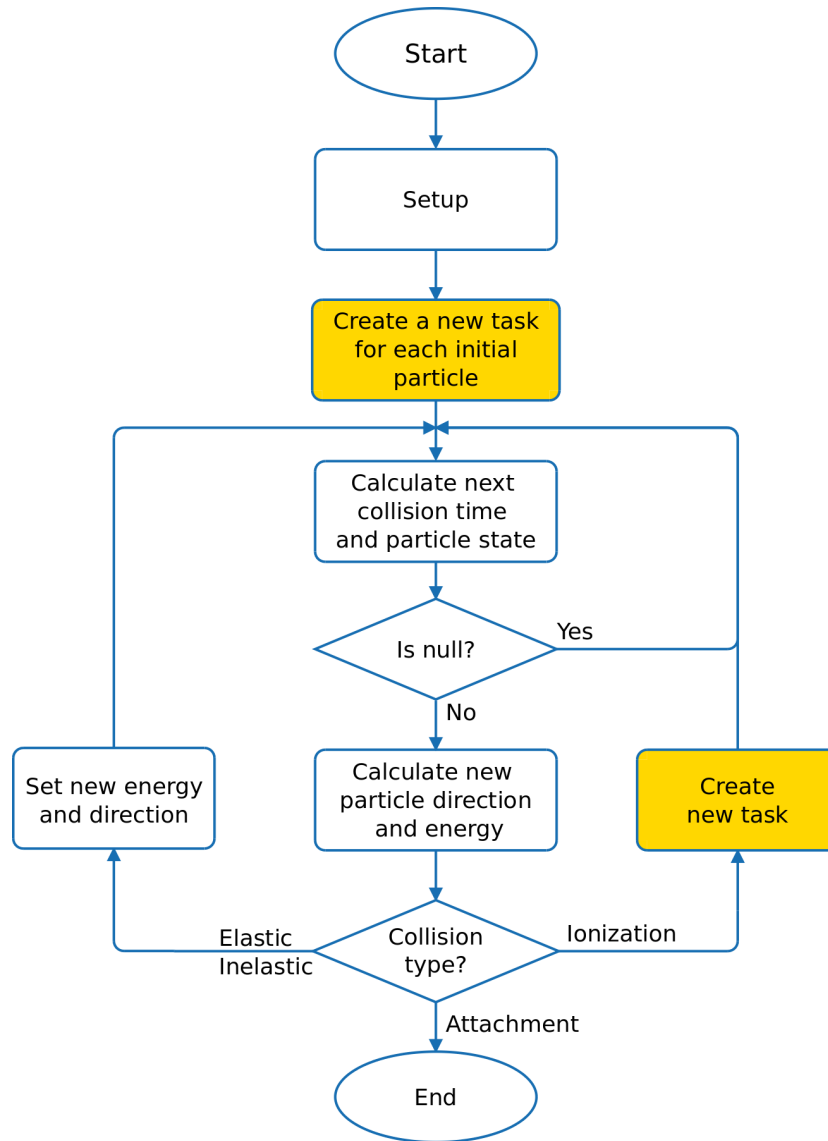 Start
Setup
Create a new task
for each initial
particle
Calculate next
collision time
and particle state
Is null?
Yes
No
Set new energy
and direction
Calculate new
particle direction
and energy
Create
new task
Elastic
Inelastic
Collision
type?
Ionization
Attachment
End